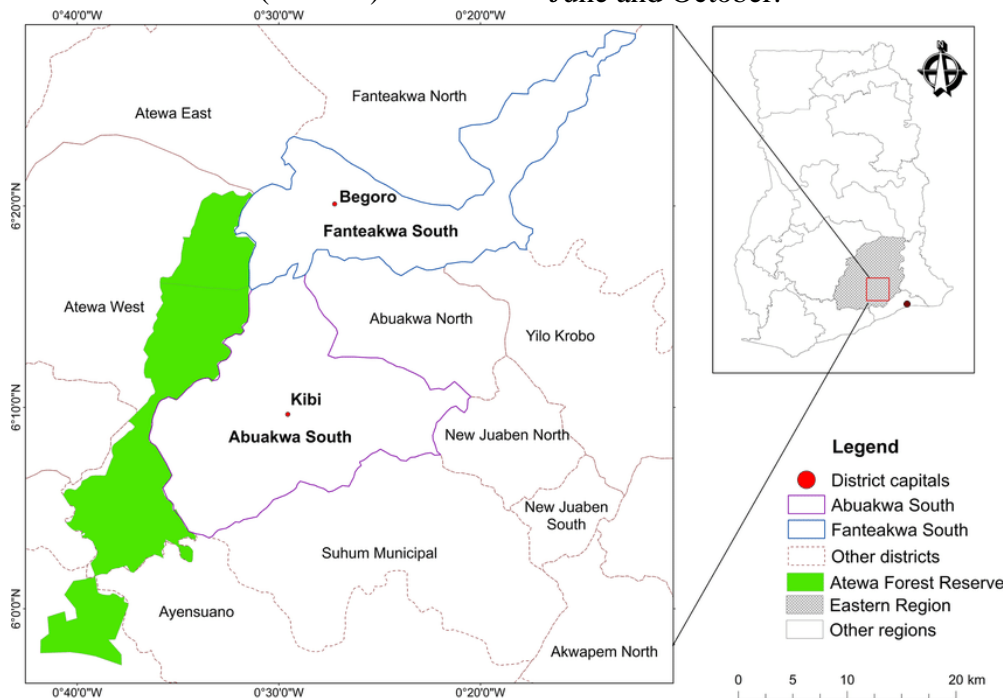 June and October.
0°40'0"W
0°30'0"W
0°20'0"W
Fanteakwa North
Atewa East
6°20'0"N
Begoro
Fanteakwa South
Atewa West
Abuakwa North
Yilo Krobo
6°10'0"N
Kibi
Abuakwa South
New Juaben North
New Juaben
South
Suhum Municipal
6°0'0"N
Ayensuano
Akwapem North
0°40'0"W
0°30'0"W
0°20'0"W
Legend
District capitals
Abuakwa South
Fanteakwa South
Other districts
Atewa Forest Reserve
Eastern Region
Other regions
0 5 10 20 km